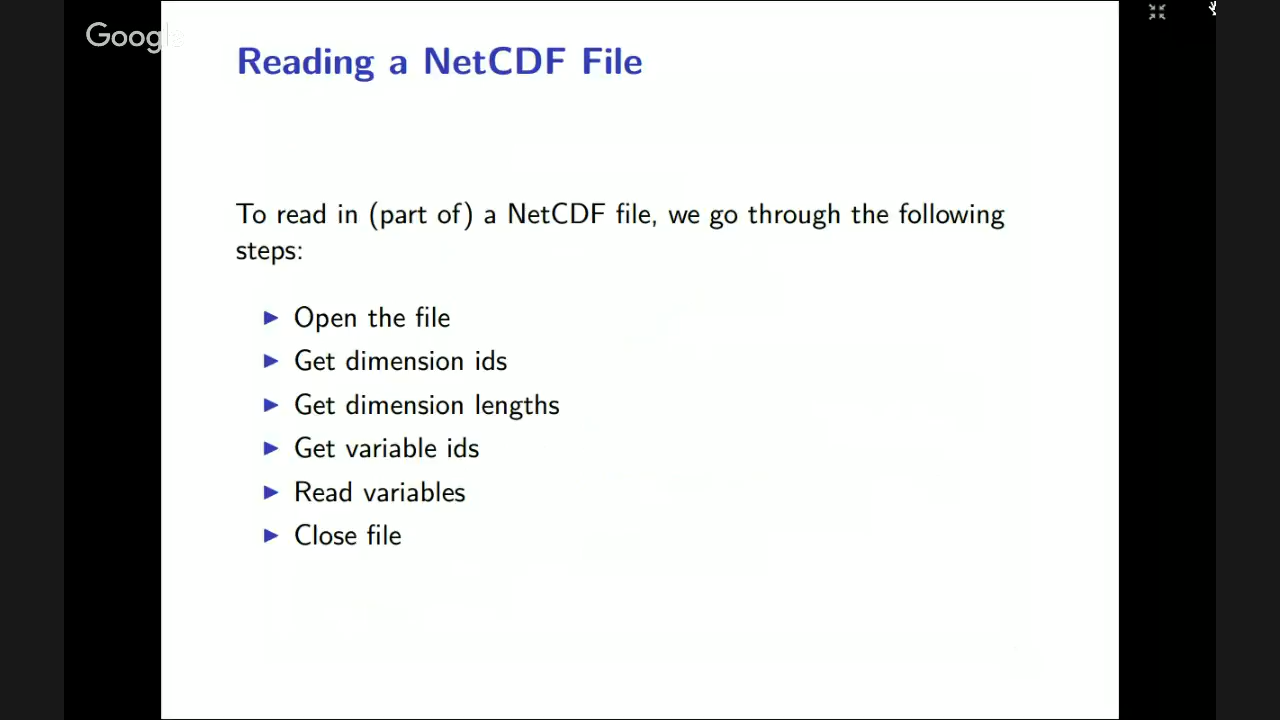 Google
Reading a NetCDF File
To read in (part of) a NetCDF file, we go through the following
steps:
Open the file
Get dimension ids
Get dimension lengths
Get variable ids
Read variables
Close file